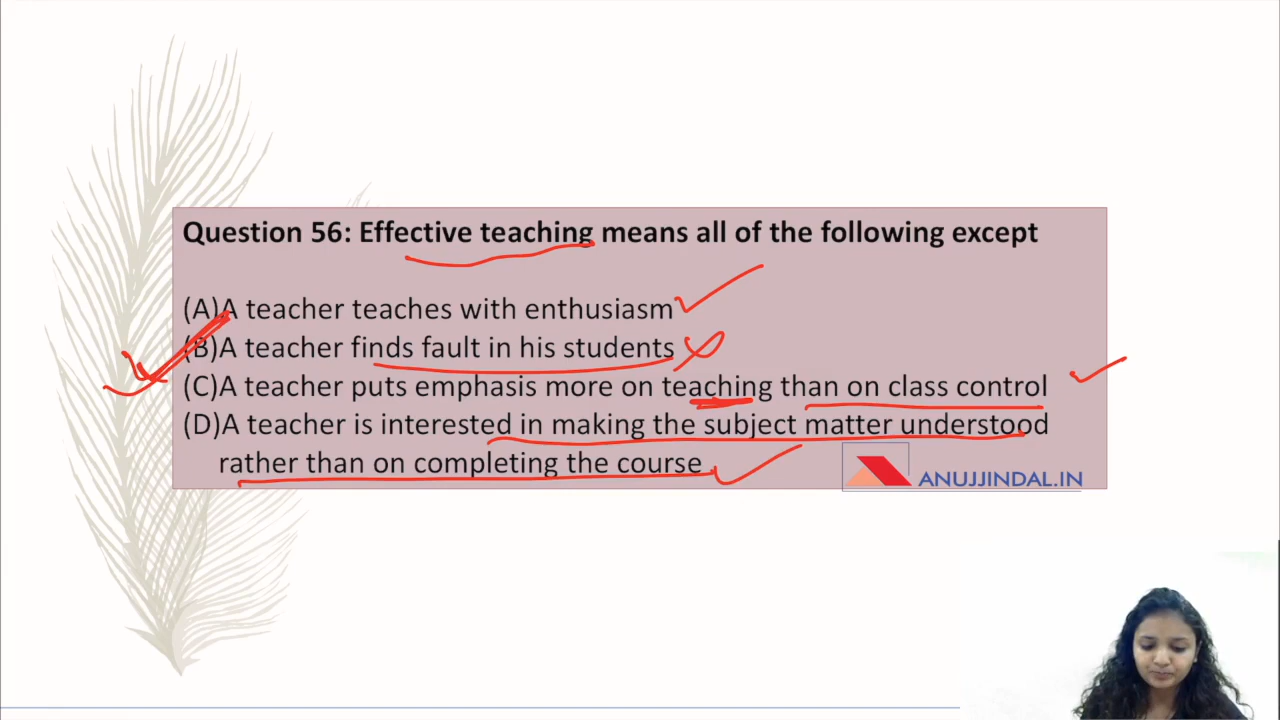 Question 56: Effective teaching means all of the following except
(A)A teacher teaches with enthusiasm
(B)A teacher finds fault in his students
(C)A teacher puts emphasis more on teaching than on class control
(D)A teacher is interested in making the subject matter understood
rather than on completing the course
ANUJJINDAL.IN